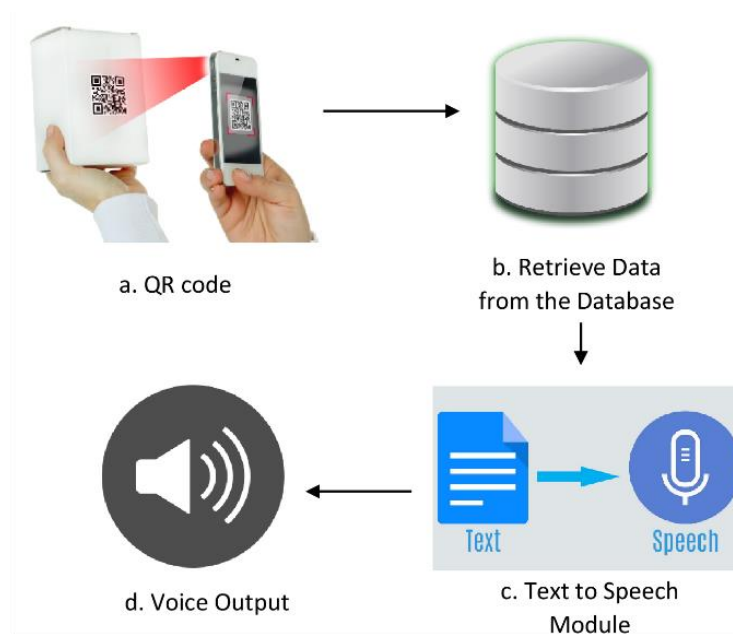 a. QR code
b. Retrieve Data
from the Database
Text
Speech
c. Text to Speech
Module
d. Voice Output